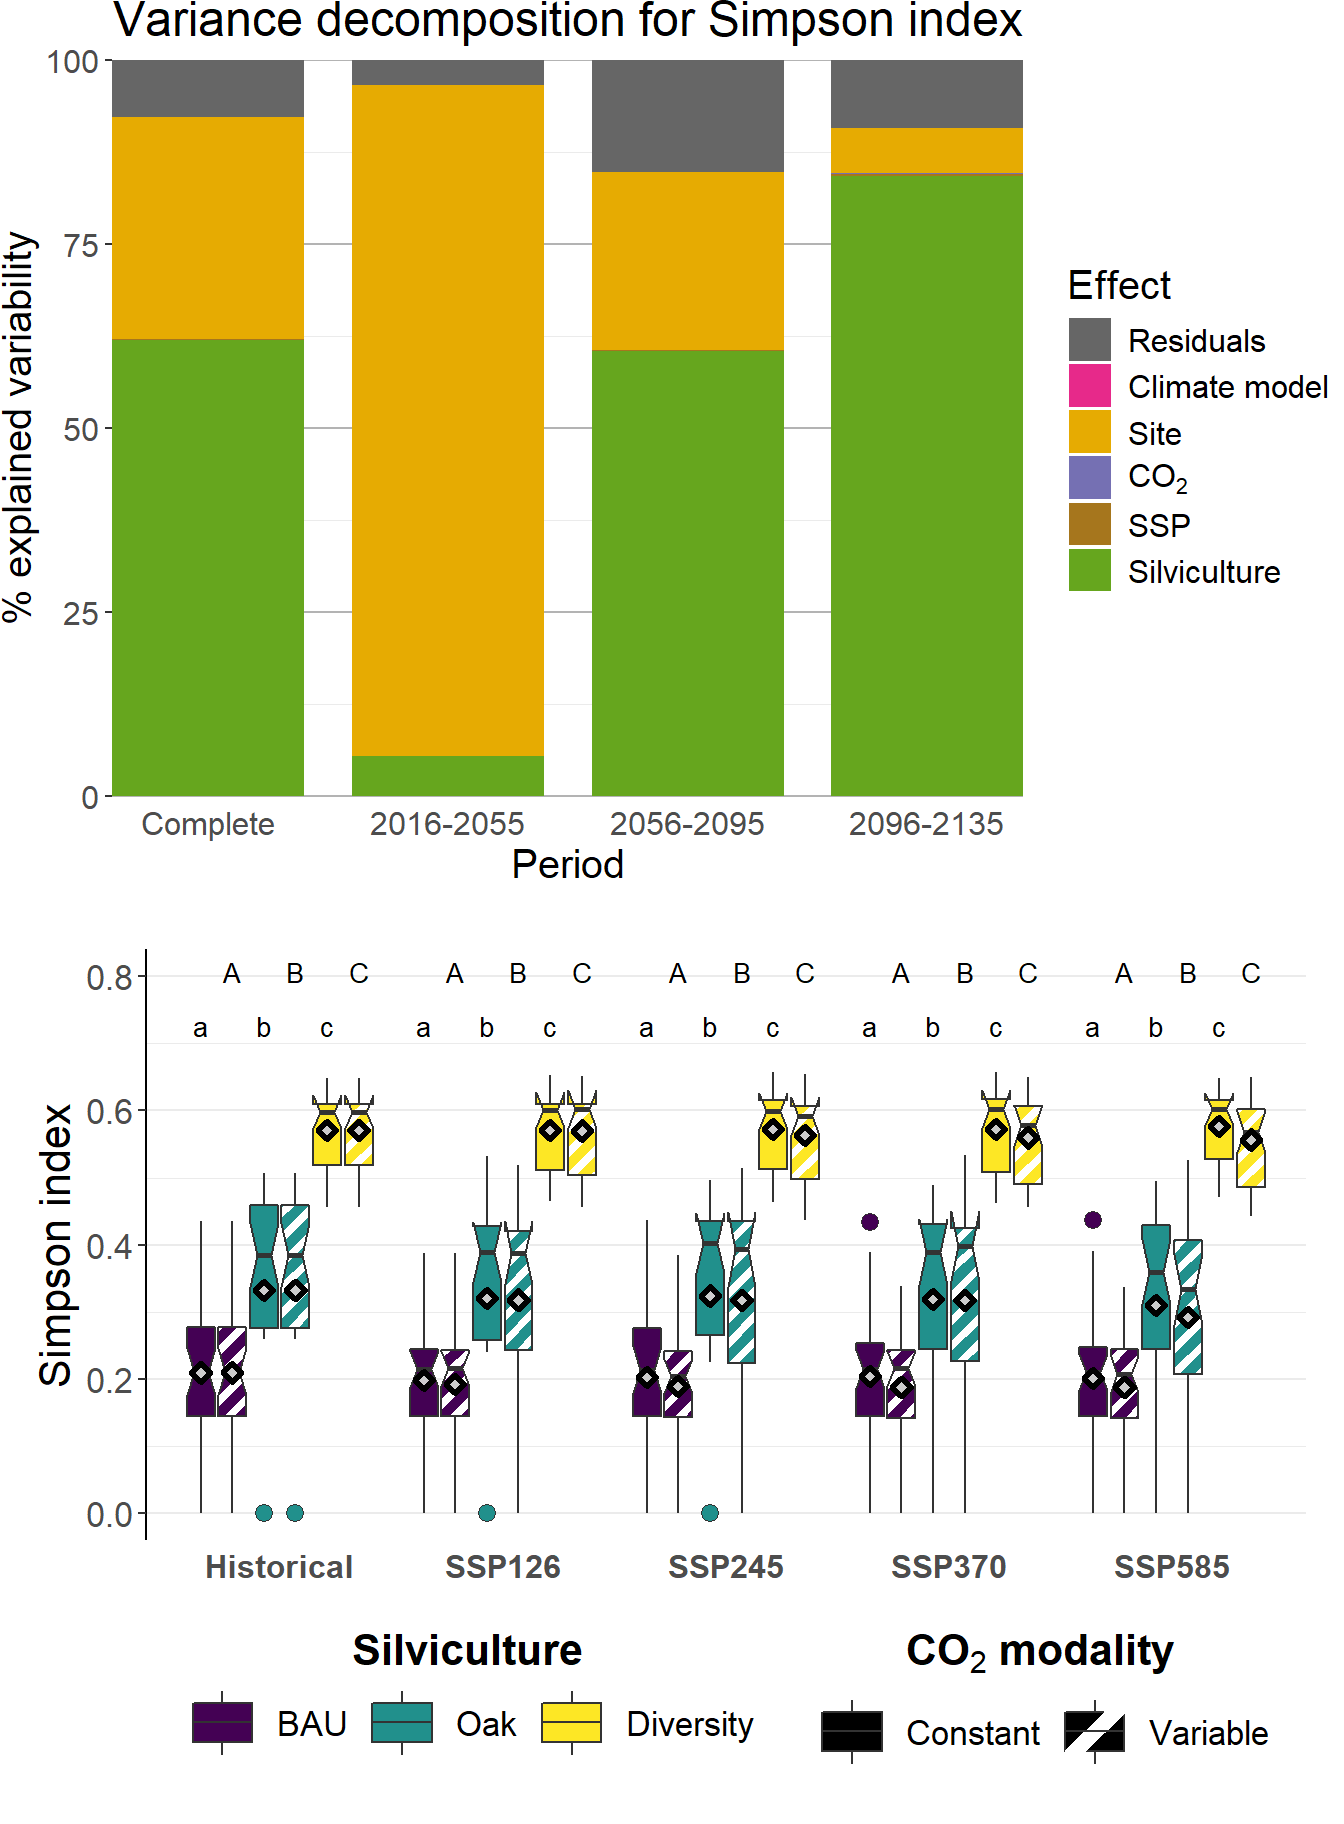 Variance decomposition for Simpson index
% explained variability
100
75
50
25
0
Complete 2016-2055 2056-2095 2096-2135
Period
Effect
Residuals
Climate model
Site
CO₂
SSP
Silviculture
Simpson index
0.8
0.6
0.4
0.2
0.0
A B C A B C A B C A B C A B C
a b c a b c a b c a b c a b c
Historical SSP126 SSP245 SSP370 SSP585
Silviculture
BAU Oak Diversity
CO₂ modality
Constant Variable